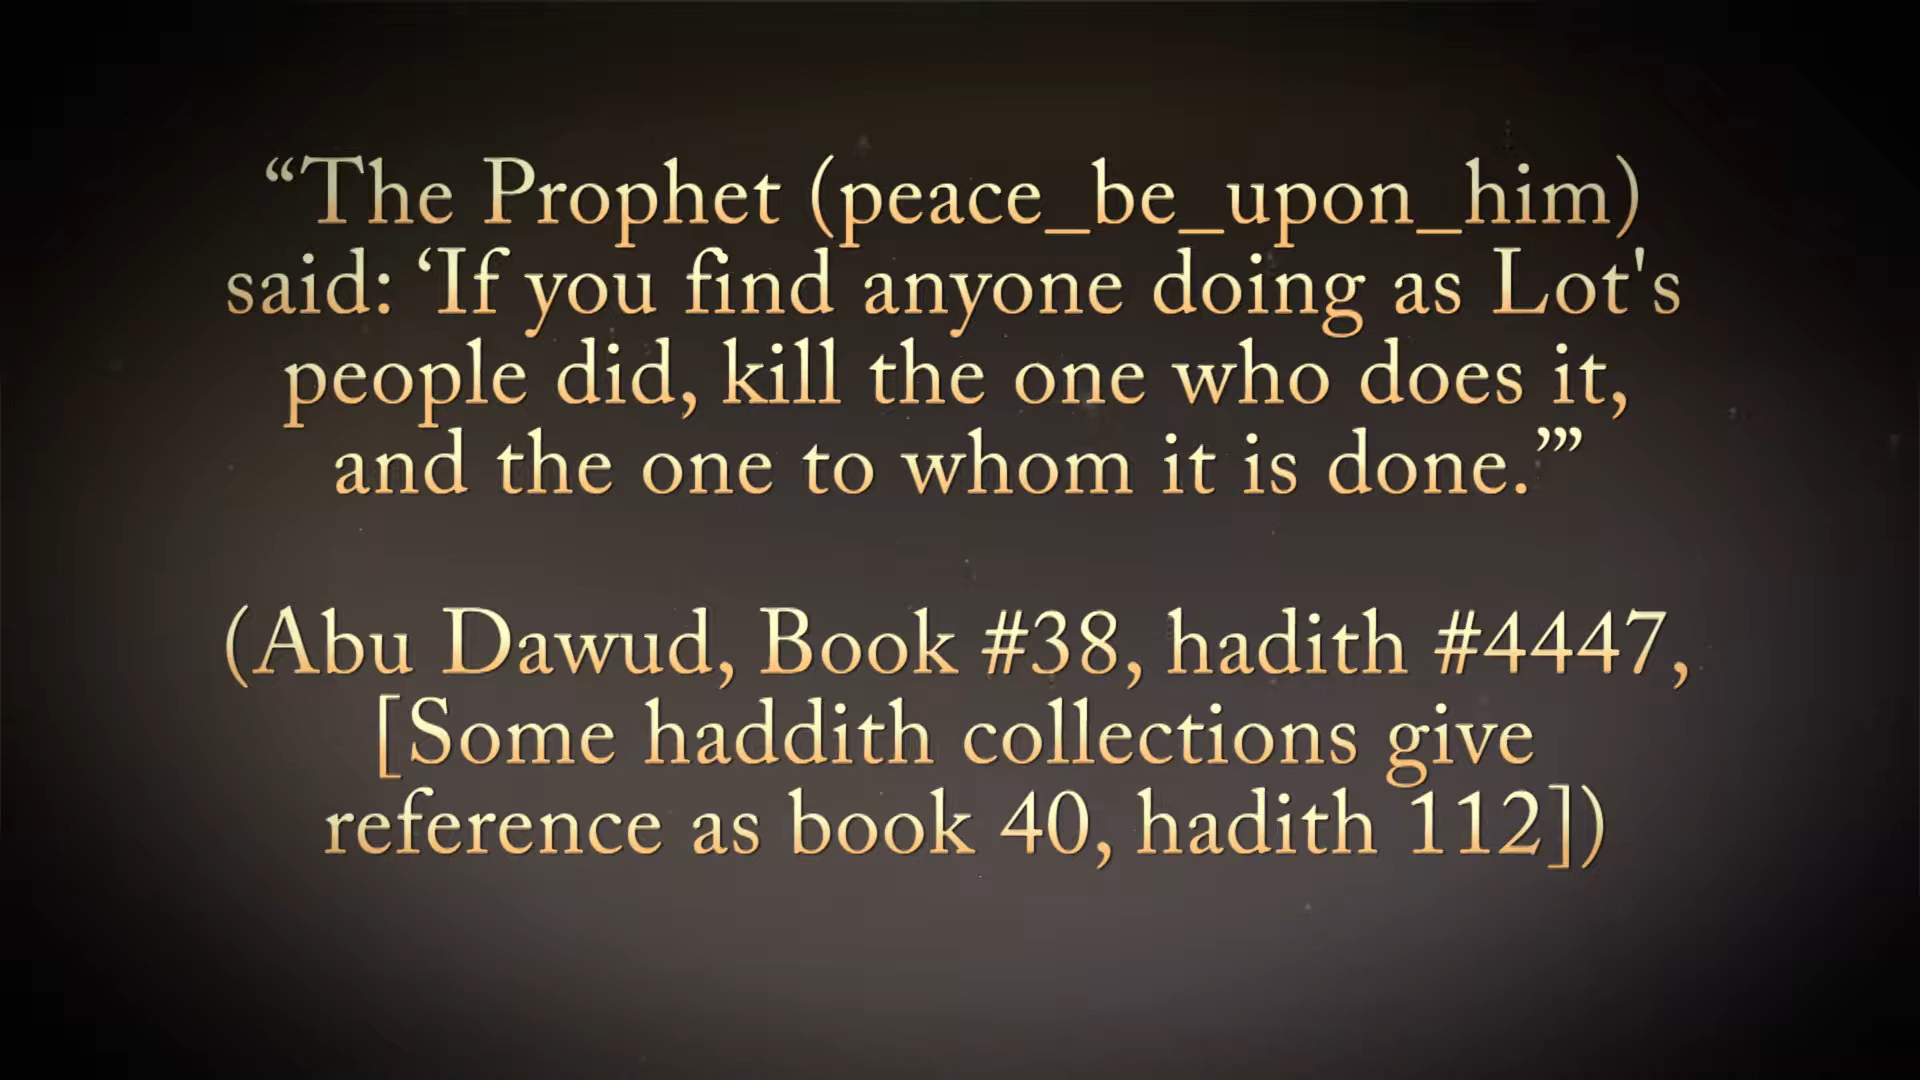 “The Prophet (peace_be_upon_him)
said: ‘If you find anyone doing as Lot's
people did, kill the one who does it,
and the one to whom it is done.’”
(Abu Dawud, Book #38, hadith #4447,
[Some haddith collections give
reference as book 40, hadith 112])